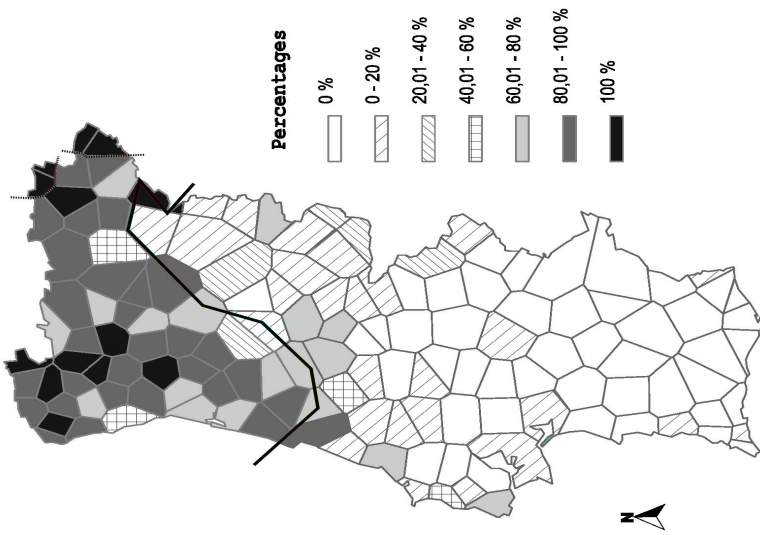 Percentages
0 %
0 - 20 %
20,01 - 40 %
40,01 - 60 %
60,01 - 80 %
80,01 - 100 %
100 %
N